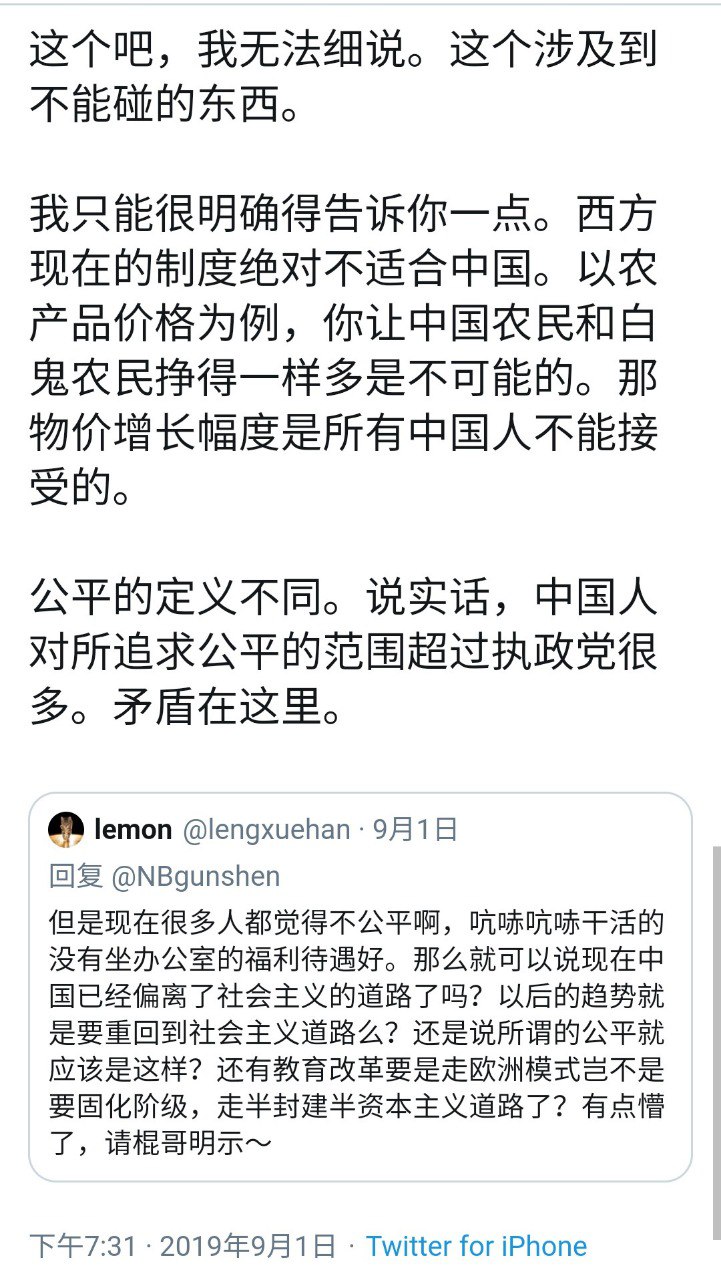 这个吧，我无法细说。这个涉及到
不能碰的东西。
我只能很明确得告诉你一点。西方
现在的制度绝对不适合中国。以农
产品价格为例，你让中国农民和白
鬼农民挣得一样多是不可能的。那
物价增长幅度是所有中国人不能接
受的。
公平的定义不同。说实话，中国人
对所追求公平的范围超过执政党很
多。矛盾在这里。
lemon @lengxuehan · 9月1日
回复 @NBgunshen
但是现在很多人都觉得不公平啊，吭哧吭哧干活的
没有坐办公室的福利待遇好。那么就可以说现在中
国已经偏离了社会主义的道路了吗？以后的趋势就
是要重回到社会主义道路么？还是说所谓的公平就
应该是这样？还有教育改革要是走欧洲模式岂不是
要固化阶级，走半封建半资本主义道路了？有点懵
了，请棍哥明示～
下午7:31 · 2019年9月1日 · Twitter for iPhone